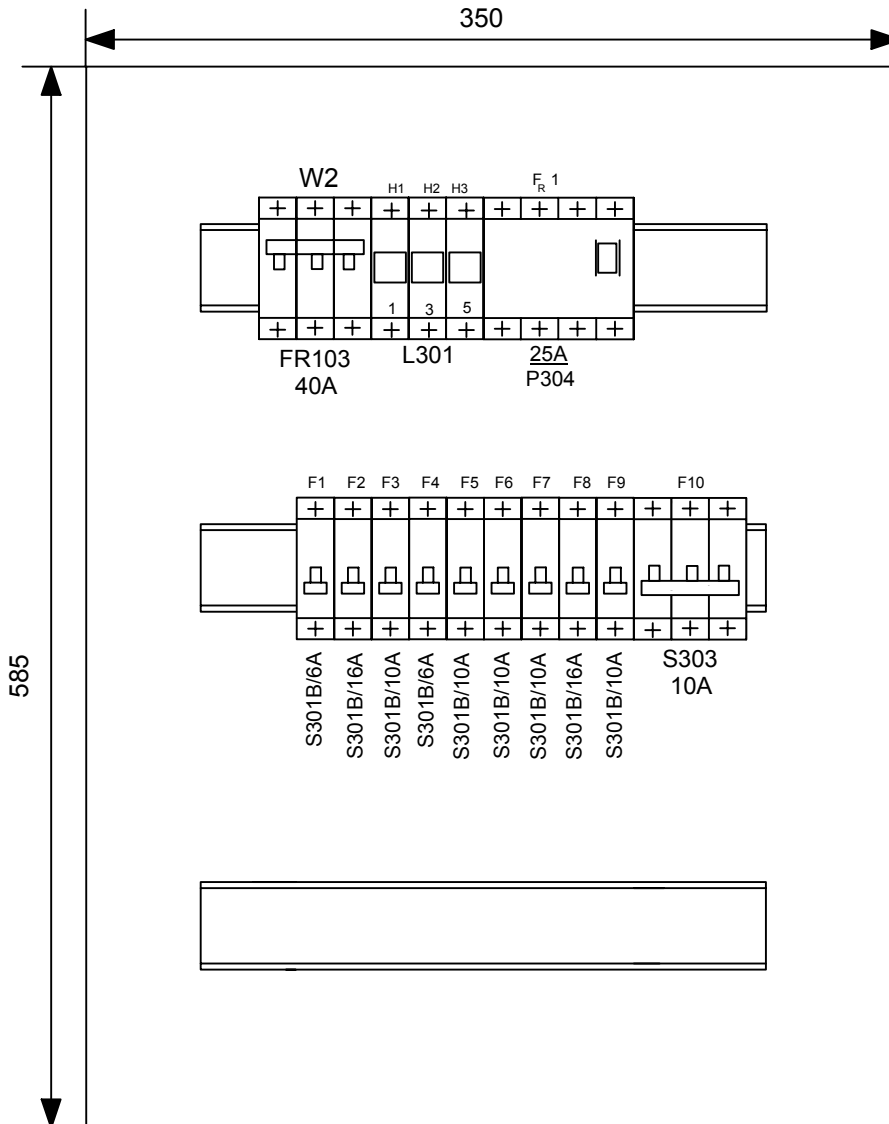 350
W2
H1 H2 H3
FR 1
1 3 5
FR103
40A
L301
25A
P304
F1 F2 F3 F4 F5 F6 F7 F8 F9 F10
S301B/6A
S301B/16A
S301B/10A
S301B/6A
S301B/10A
S301B/10A
S301B/10A
S301B/16A
S301B/10A
S303
10A
585